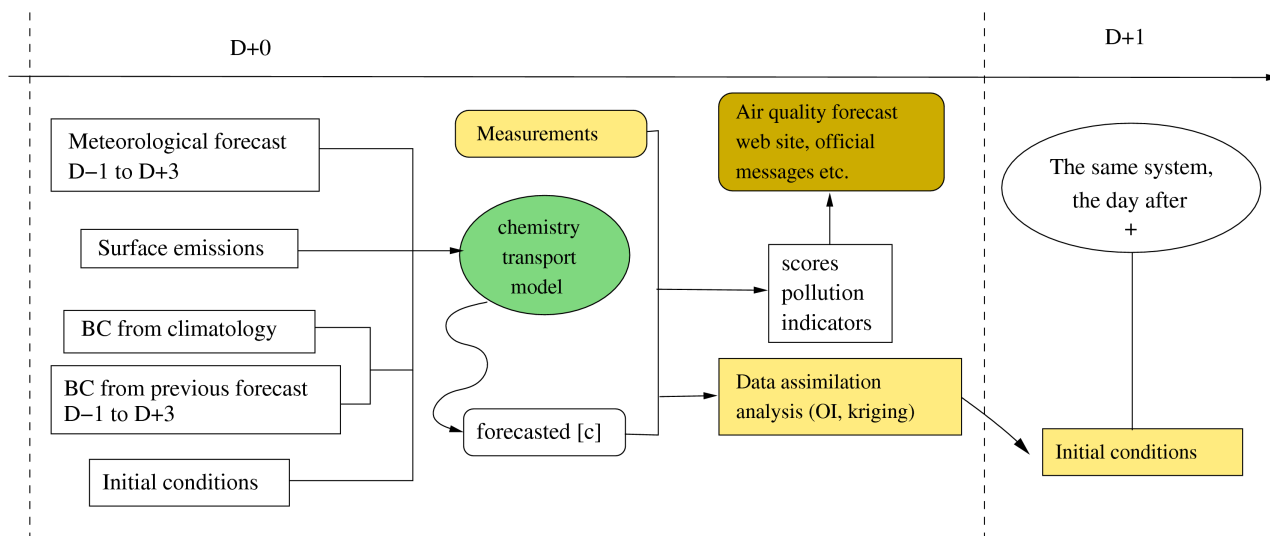 D+0
D+1
Meteorological forecast
D−1 to D+3
Surface emissions
BC from climatology
BC from previous forecast
D−1 to D+3
Initial conditions
Measurements
chemistry
transport
model
forecasted [c]
Air quality forecast
web site, official
messages etc.
scores
pollution
indicators
Data assimilation
analysis (OI, kriging)
The same system,
the day after
+
Initial conditions